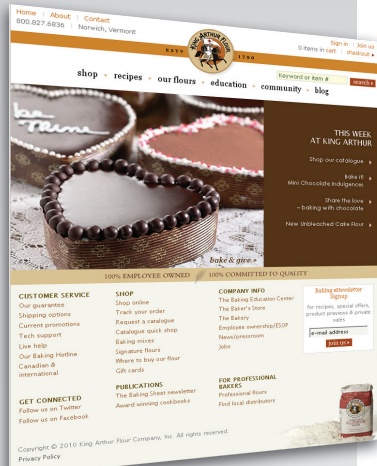 Home | About | Contact
800.827.6836 | Norwich, Vermont
Sign in | Join us
0 items in cart | checkout
ESTD 1790
KING ARTHUR FLOUR
shop • recipes • our flours • education • community • blog
Keyword or item #
search
be
mine
THIS WEEK
AT KING ARTHUR
Shop our catalogue
Bake it!
Mini Chocolate Indulgences
Share the love
– baking with chocolate
New Unbleached Cake Flour
bake & give
100% EMPLOYEE OWNED
100% COMMITTED TO QUALITY
CUSTOMER SERVICE
Our guarantee
Shipping options
Current promotions
Tech support
Live help
Our Baking Hotline
Canadian &
international
GET CONNECTED
Follow us on Twitter
Follow us on Facebook
SHOP
Shop online
Track your order
Request a catalogue
Catalogue quick shop
Baking mixes
Signature flours
Where to buy our flour
Gift cards
PUBLICATIONS
The Baking Sheet newsletter
Award winning cookbooks
COMPANY INFO
The Baking Education Center
The Baker's Store
The Bakery
Employee ownership/ESOP
News/pressroom
Jobs
FOR PROFESSIONAL
BAKERS
Professional flours
Find local distributors
Baking eNewsletter
Signup
for recipes, special offers,
product previews & private
sales
e-mail address
join us
Copyright © 2010 King Arthur Flour Company, Inc. All rights reserved.
Privacy Policy